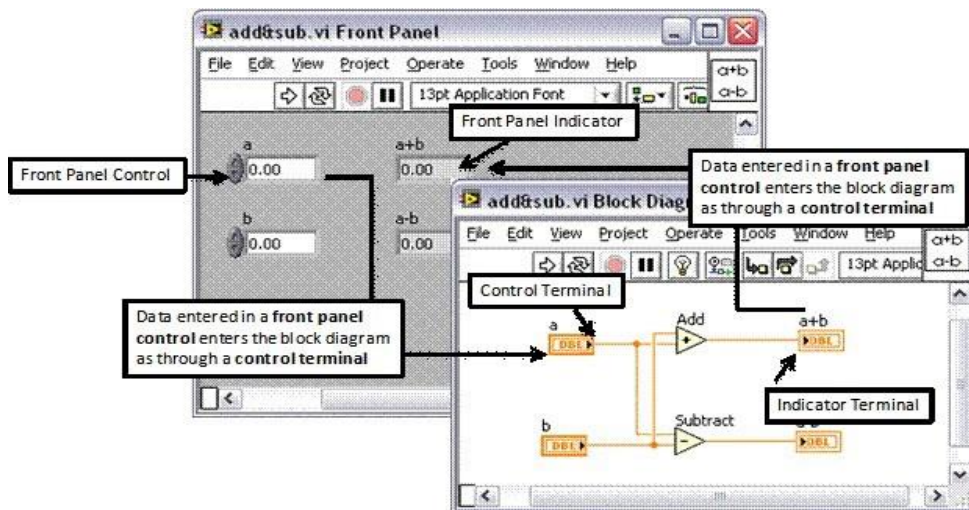 add&sub.vi Front Panel
File Edit View Project Operate Tools Window Help
13pt Application Font
a+b
a-b
Front Panel Indicator
a
a+b
Front Panel Control
0.00
0.00
Data entered in a front panel
control enters the block diagram
as through a control terminal
b
a-b
0.00
0.00
add&sub.vi Block Diag
File Edit View Project Operate Tools Window Help
a+b
a-b
13pt Applic
Control Terminal
Data entered in a front panel
control enters the block diagram
as through a control terminal
a
DBL
Add
a+b
DBL
Indicator Terminal
b
DBL
Subtract
DBL